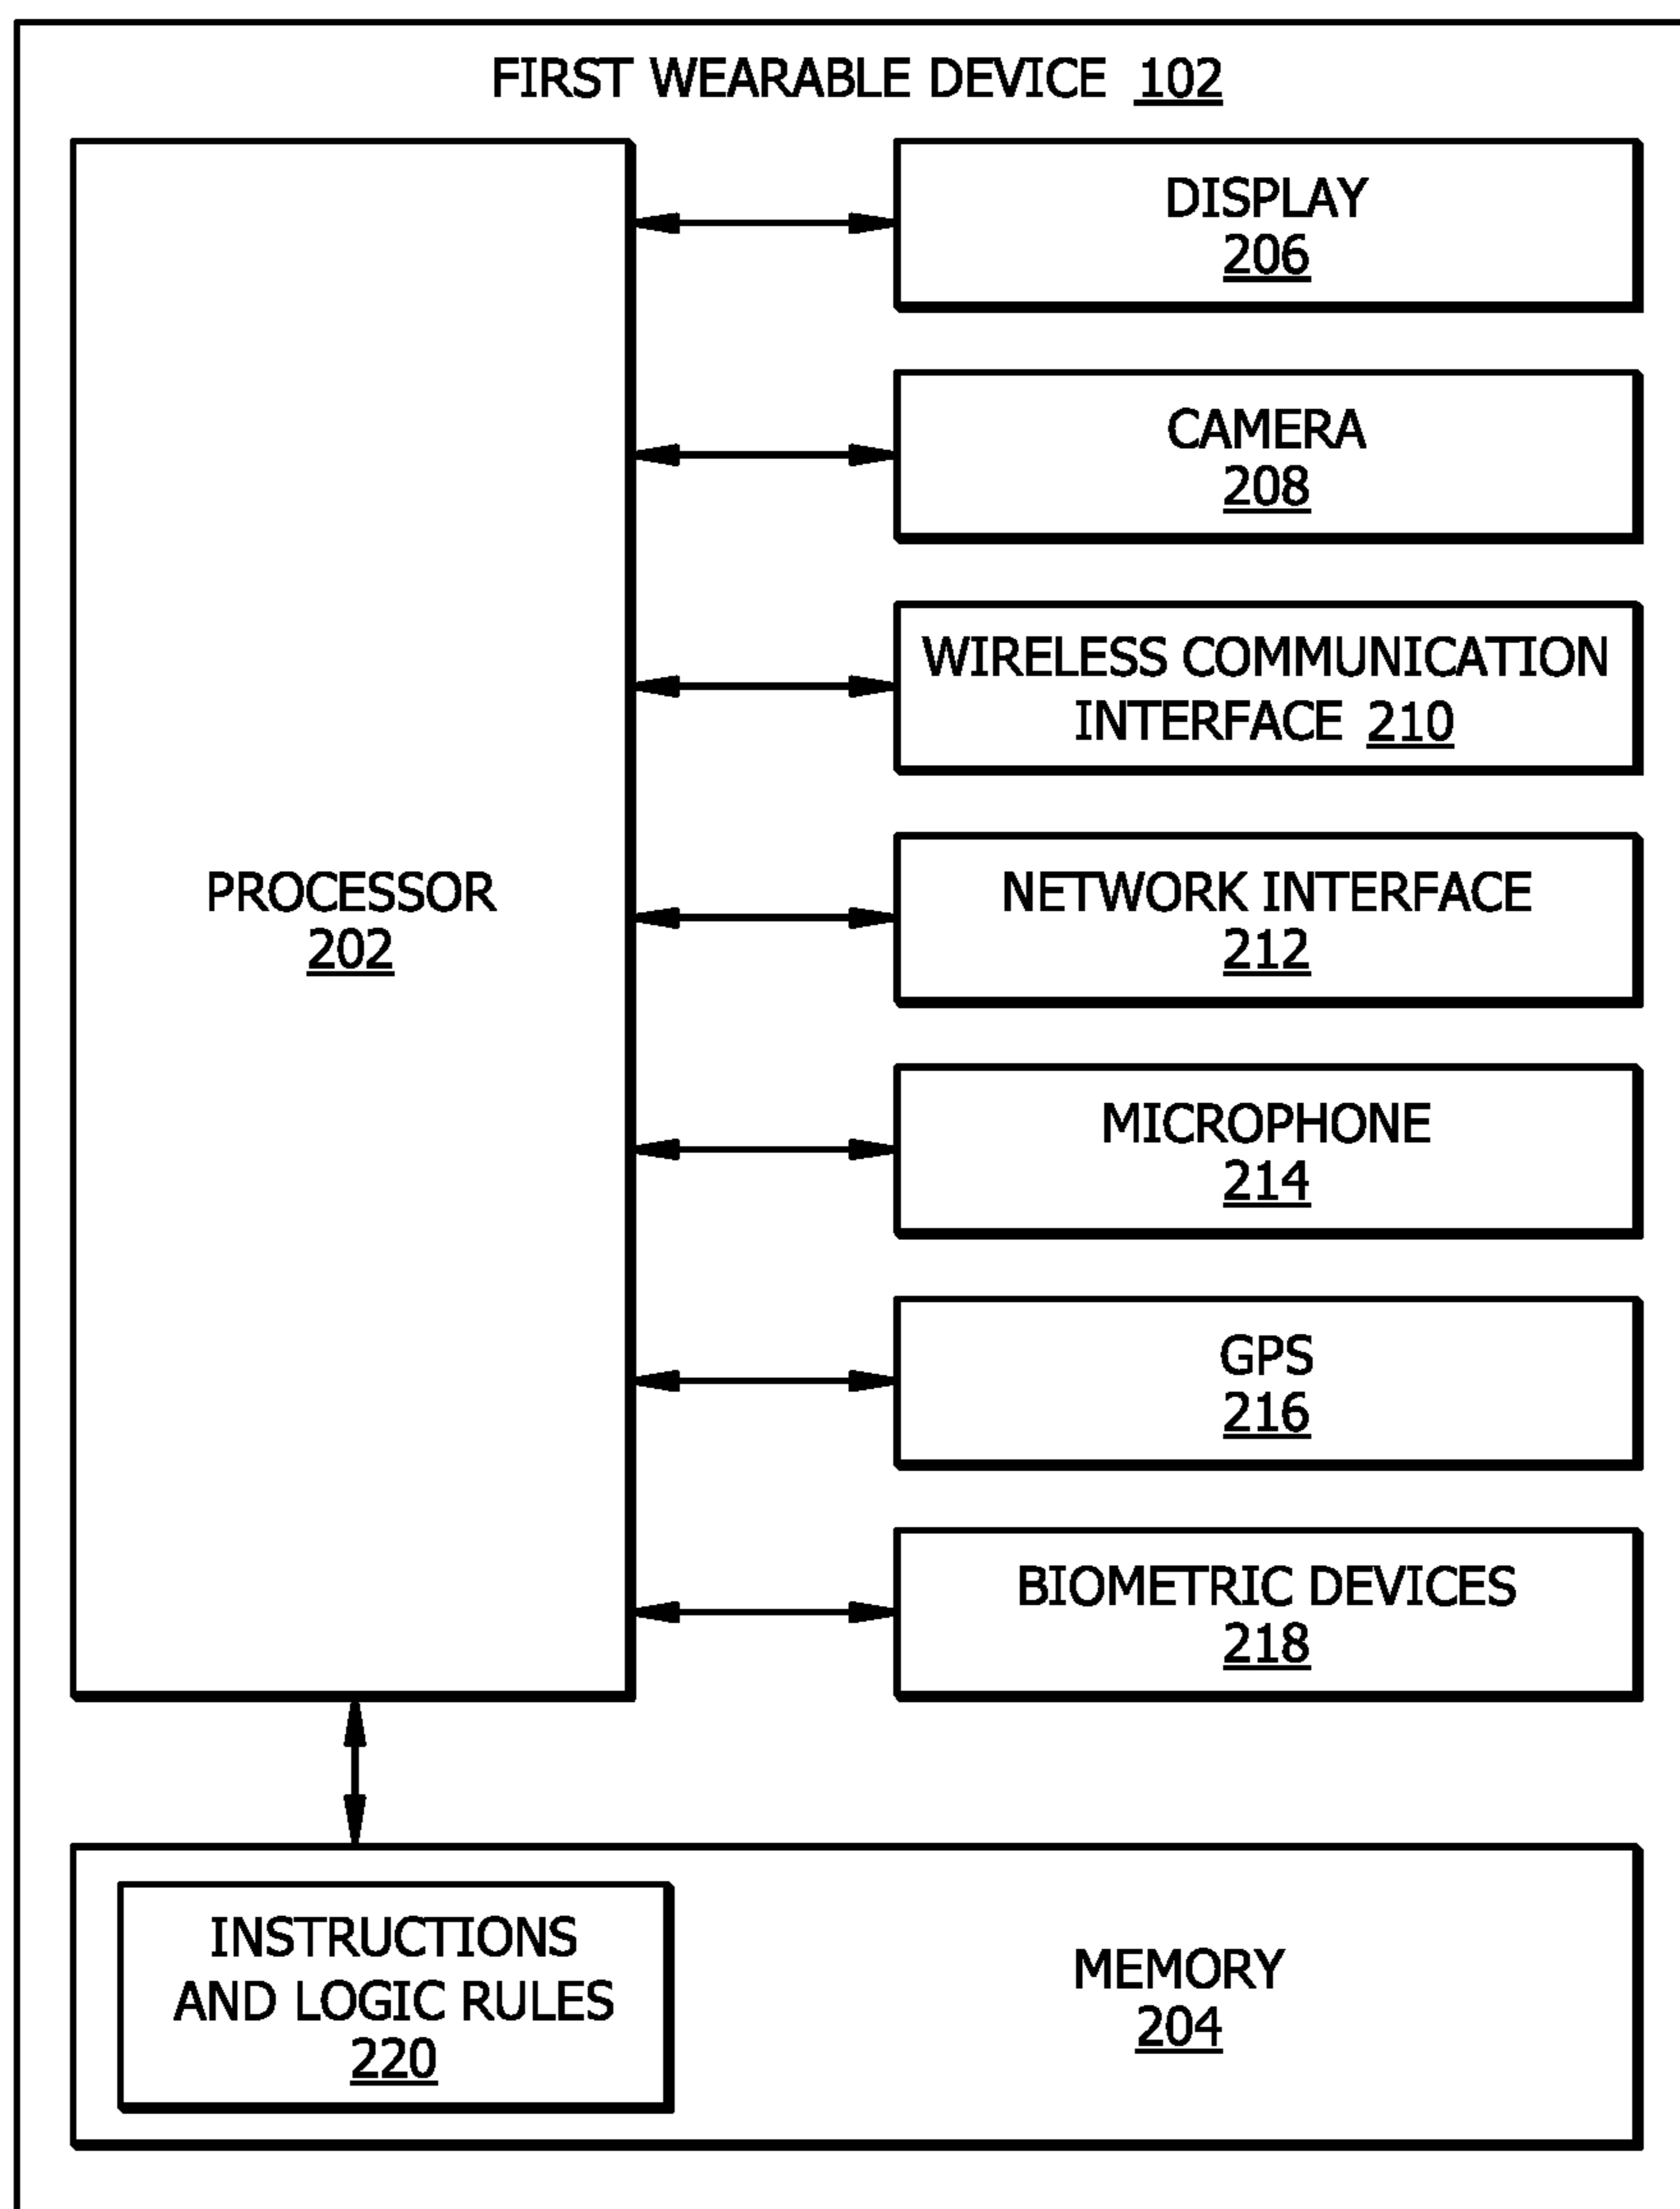 FIRST WEARABLE DEVICE 102
PROCESSOR
202
DISPLAY
206
CAMERA
208
WIRELESS COMMUNICATION
INTERFACE 210
NETWORK INTERFACE
212
MICROPHONE
214
GPS
216
BIOMETRIC DEVICES
218
INSTRUCTIONS
AND LOGIC RULES
220
MEMORY
204